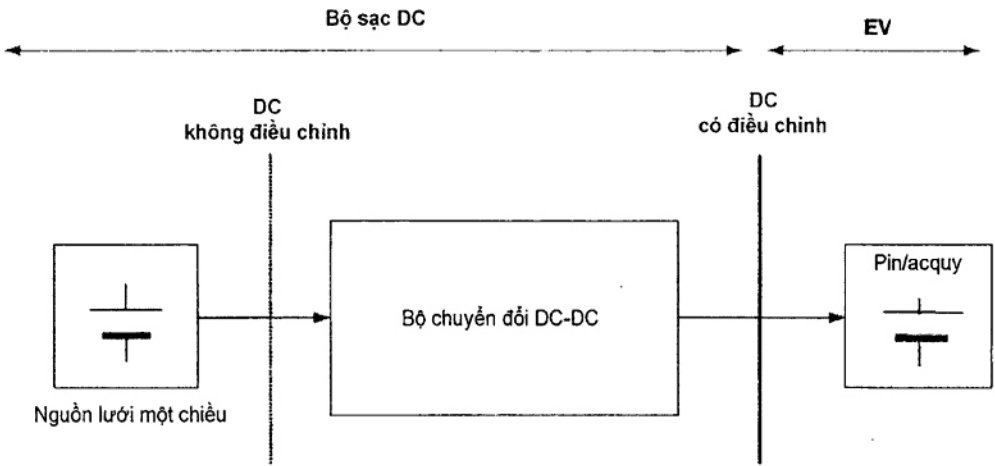 Bộ sạc DC
EV
DC
không điều chỉnh
DC
có điều chỉnh
Pin/acquy
Bộ chuyển đổi DC-DC
Nguồn lưới một chiều